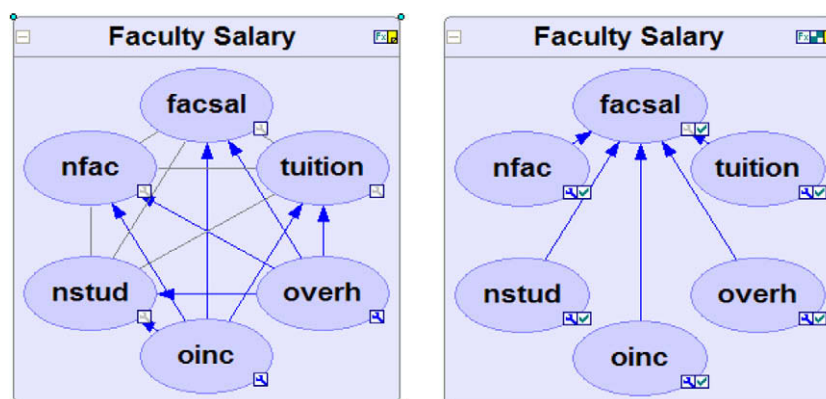 Faculty Salary
facsal
nfac
tuition
nstud
overh
oinc
Faculty Salary
facsal
nfac
tuition
nstud
overh
oinc